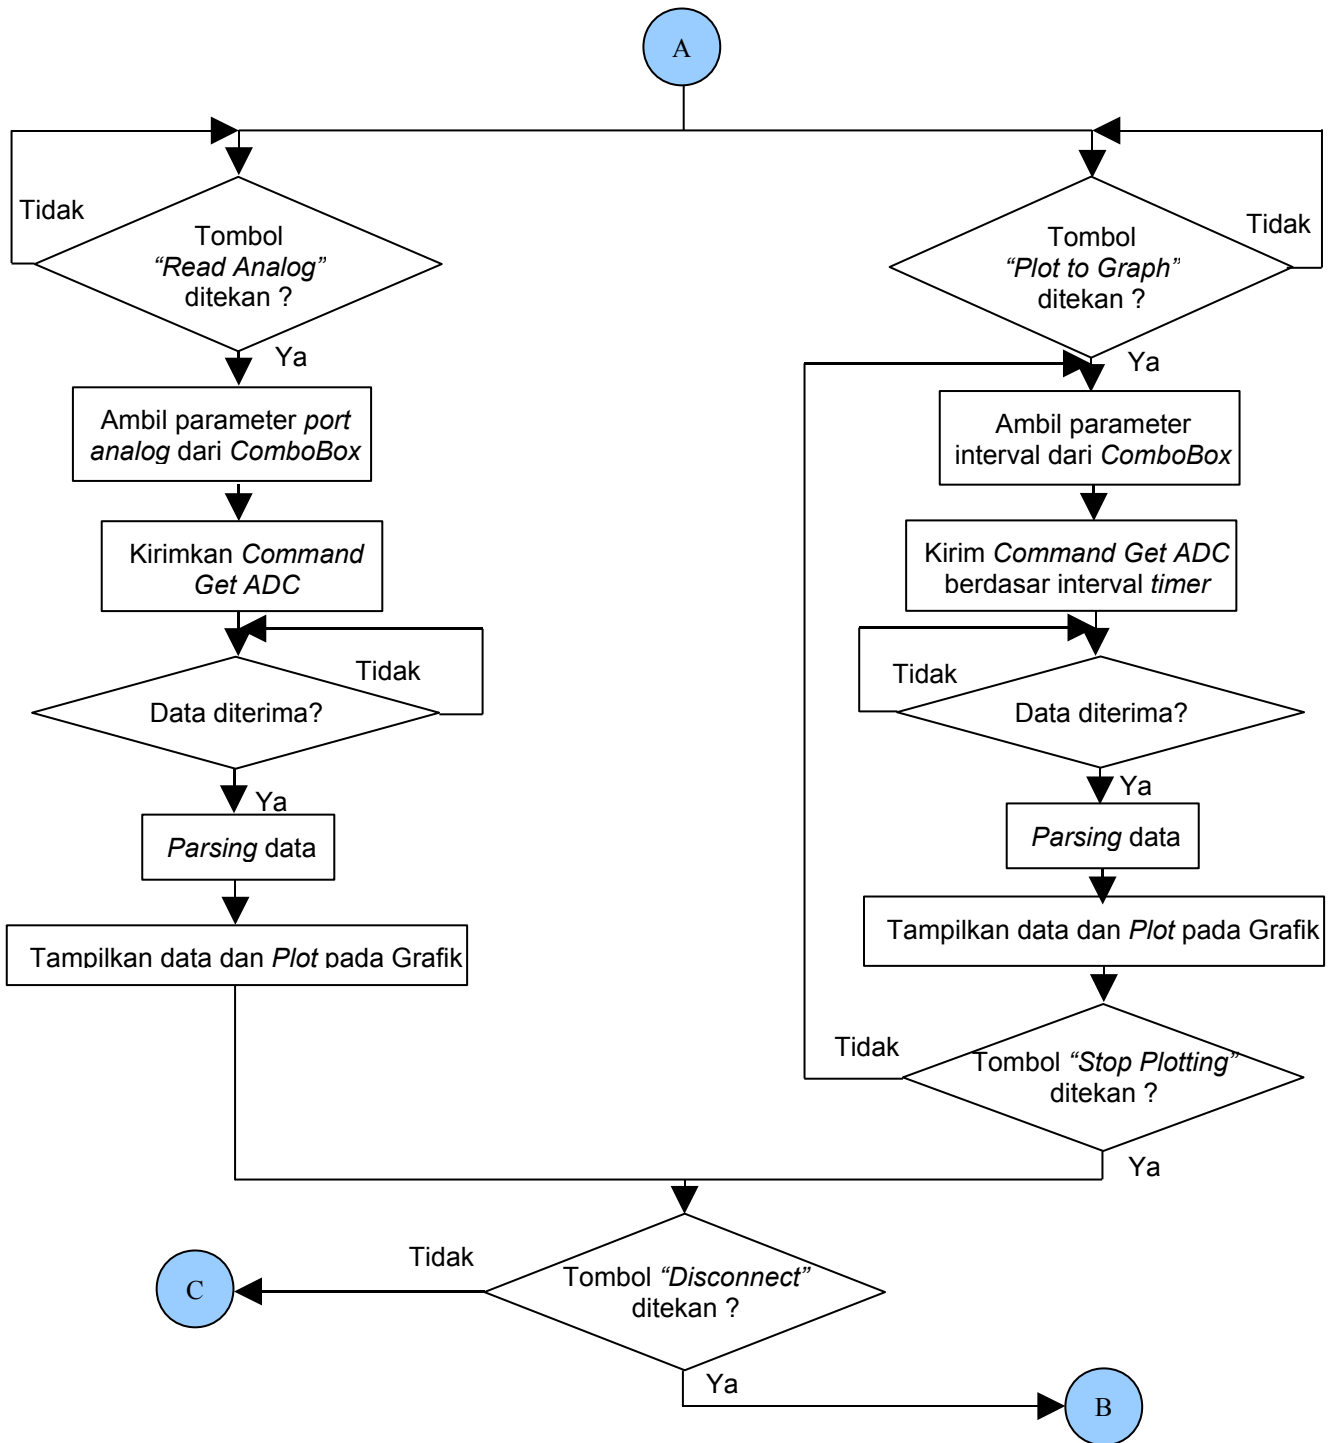 A
Tidak
Tombol
“Read Analog”
ditekan ?
Ya
Ambil parameter port
analog dari ComboBox
Kirimkan Command
Get ADC
Tidak
Data diterima?
Ya
Parsing data
Tampilkan data dan Plot pada Grafik
Tidak
Tombol
“Plot to Graph”
ditekan ?
Ya
Ambil parameter
interval dari ComboBox
Kirim Command Get ADC
berdasar interval timer
Tidak
Data diterima?
Ya
Parsing data
Tampilkan data dan Plot pada Grafik
Tidak
Tombol “Stop Plotting”
ditekan ?
Ya
Tidak
Tombol “Disconnect”
ditekan ?
C
Ya
B